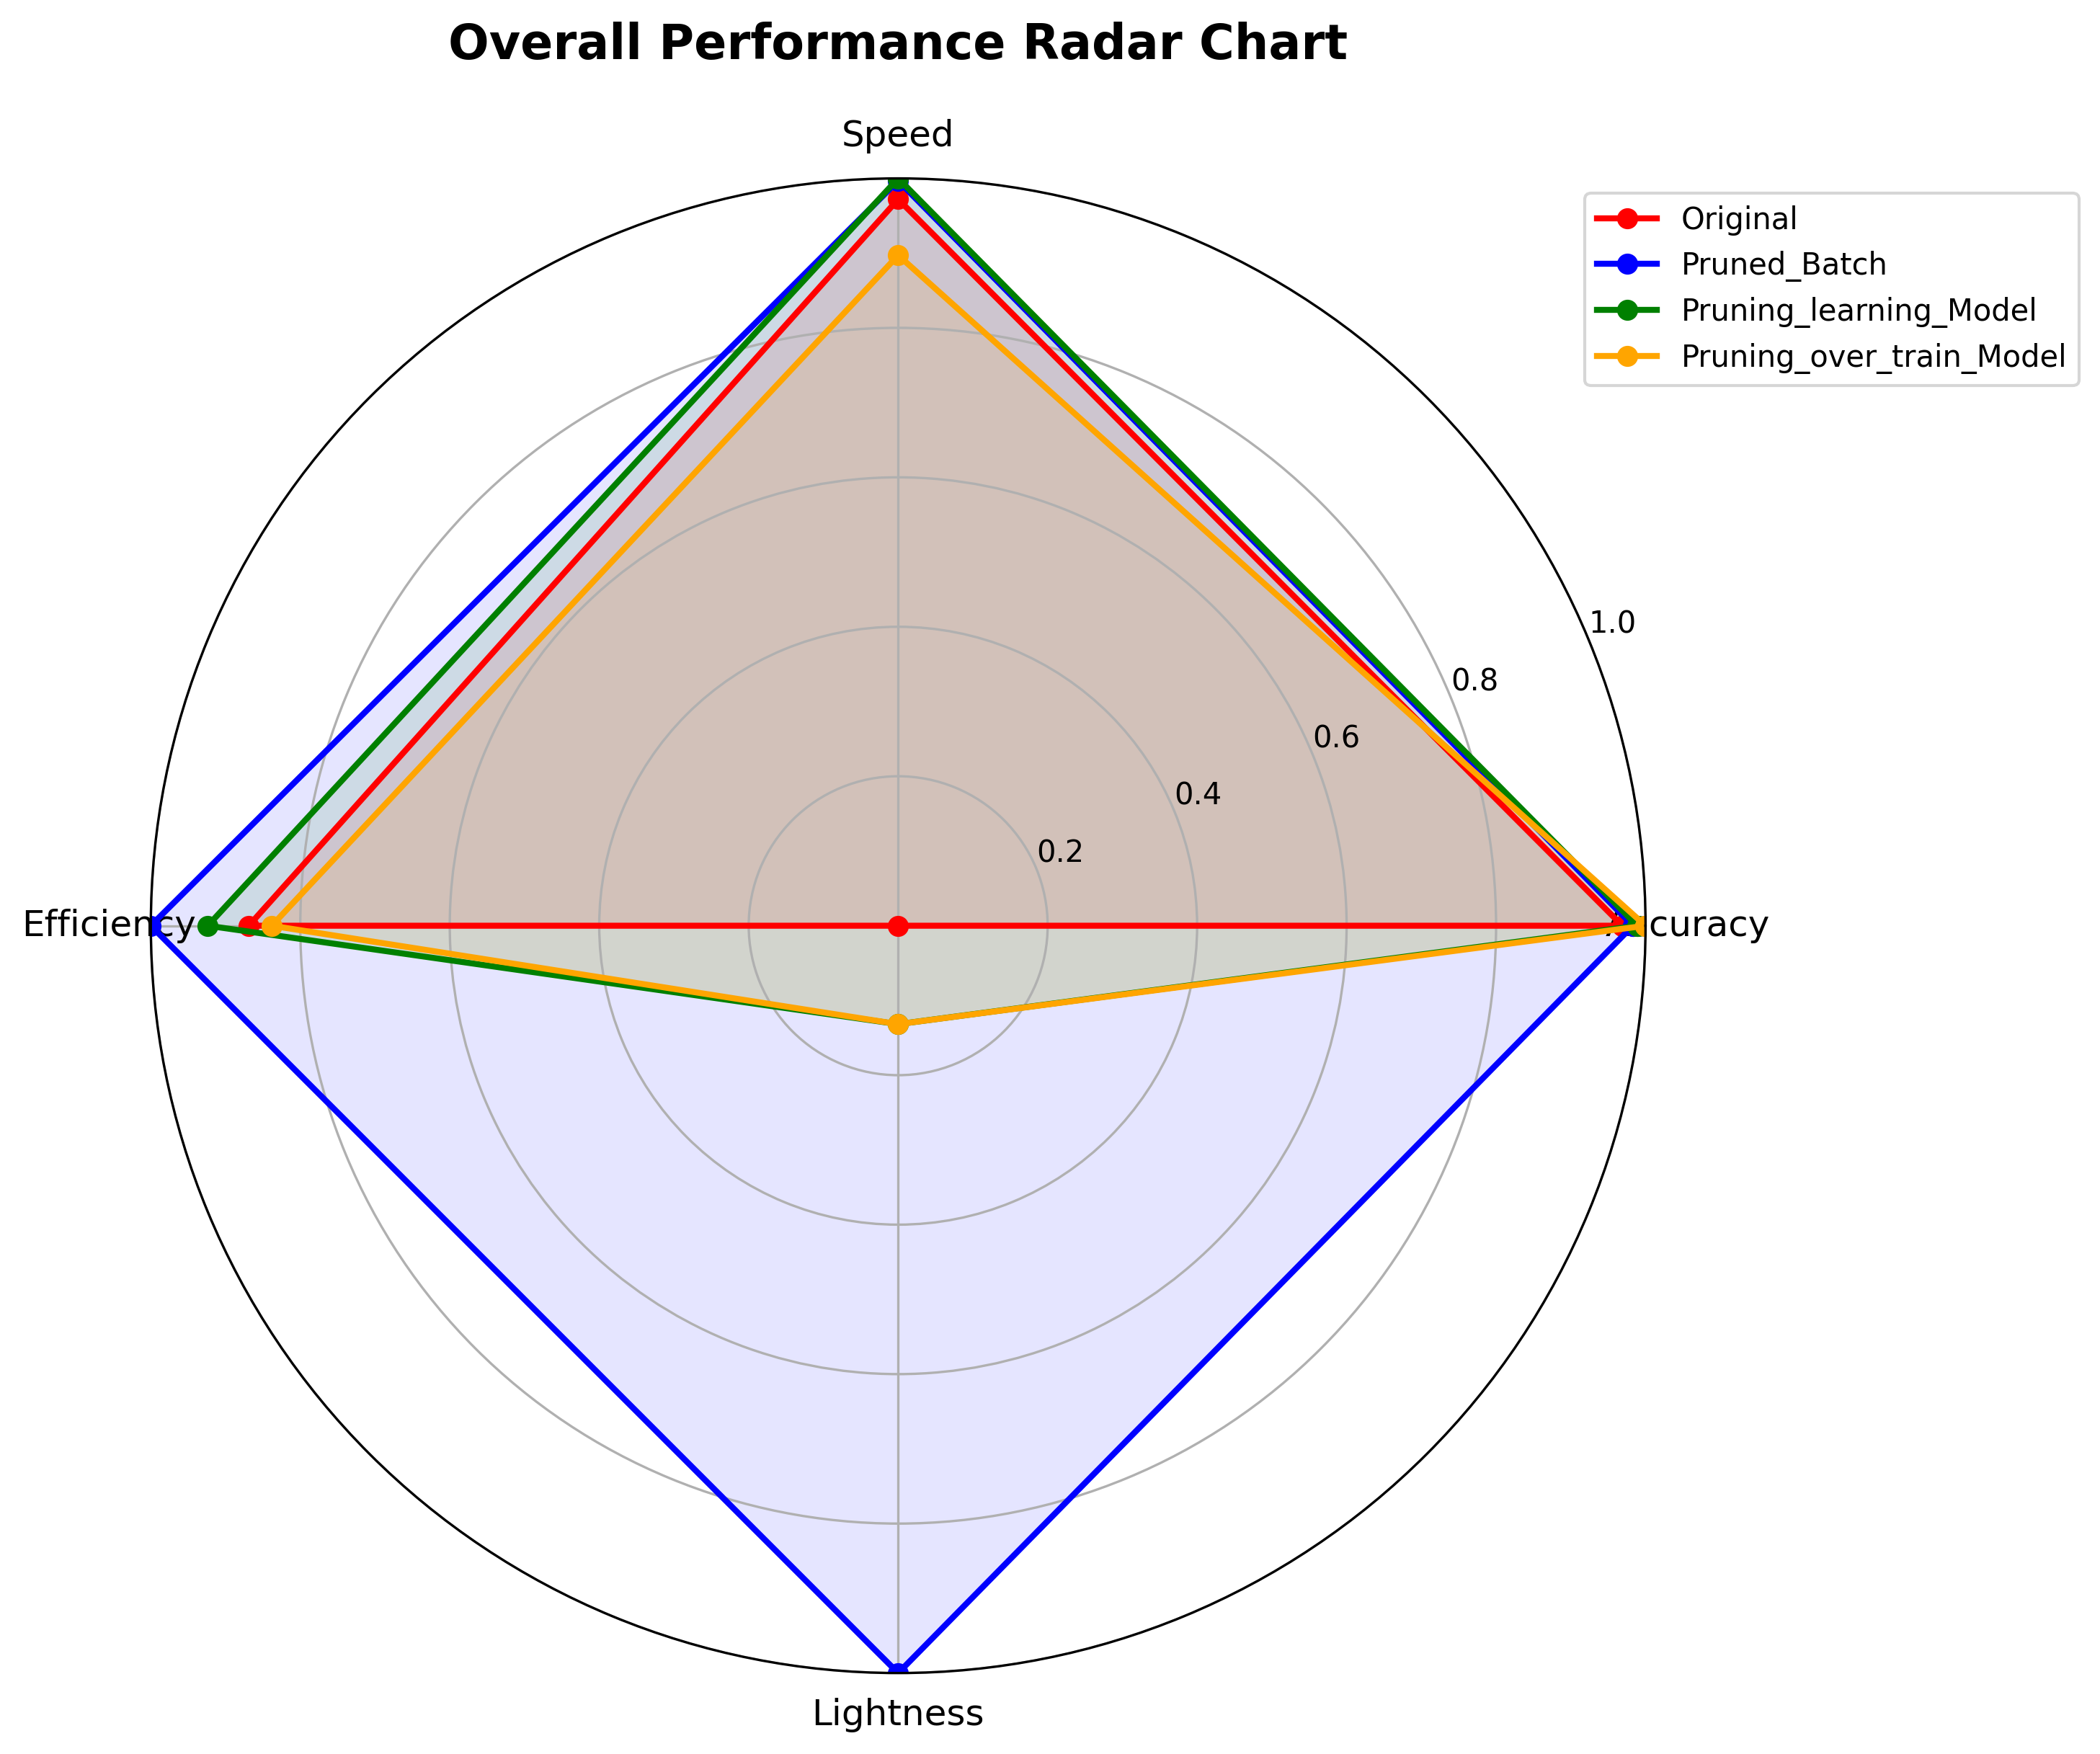 Overall Performance Radar Chart
Speed
Original
Pruned_Batch
Pruning_learning_Model
Pruning_over_train_Model
1.0
0.8
0.6
0.4
0.2
Efficiency
Accuracy
Lightness